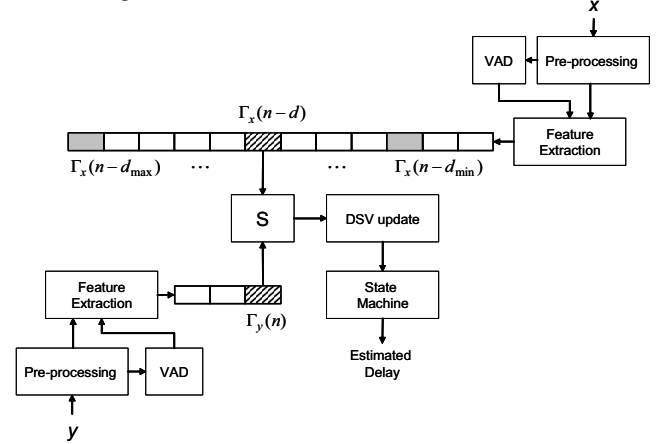 x
VAD
Pre-processing
Γx(n−d)
Feature
Extraction
Γx(n−dmax)
...
...
Γx(n−dmin)
S
DSV update
Feature
Extraction
State
Machine
Γy(n)
Pre-processing
VAD
Estimated
Delay
y